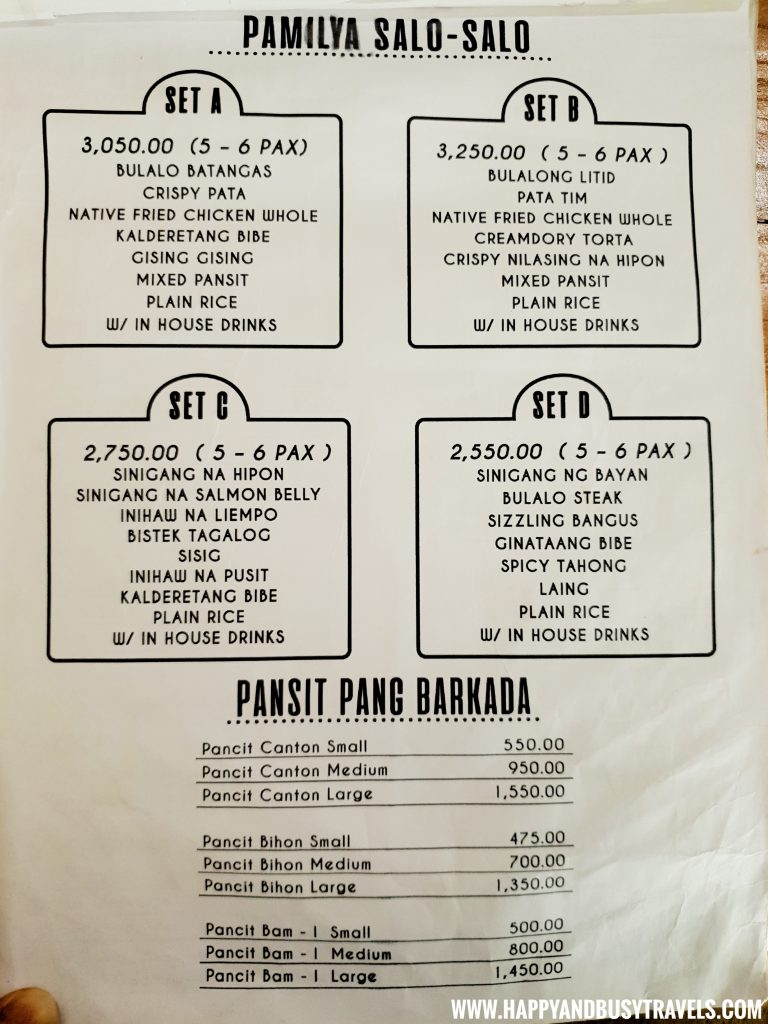 PAMILYA SALO-SALO
SET A
3,050.00 (5 - 6 PAX)
BULALO BATANGAS
CRISPY PATA
NATIVE FRIED CHICKEN WHOLE
KALDERETANG BIBE
GISING GISING
MIXED PANSIT
PLAIN RICE
W/ IN HOUSE DRINKS
SET B
3,250.00 ( 5 - 6 PAX )
BULALONG LITID
PATA TIM
NATIVE FRIED CHICKEN WHOLE
CREAMDORY TORTA
CRISPY NILASING NA HIPON
MIXED PANSIT
PLAIN RICE
W/ IN HOUSE DRINKS
SET C
2,750.00 ( 5 - 6 PAX )
SINIGANG NA HIPON
SINIGANG NA SALMON BELLY
INIHAW NA LIEMPO
BISTEK TAGALOG
SISIG
INIHAW NA PUSIT
KALDERETANG BIBE
PLAIN RICE
W/ IN HOUSE DRINKS
SET D
2,550.00 ( 5 - 6 PAX )
SINIGANG NG BAYAN
BULALO STEAK
SIZZLING BANGUS
GINATAANG BIBE
SPICY TAHONG
LAING
PLAIN RICE
W/ IN HOUSE DRINKS
PANSIT PANG BARKADA
Pancit Canton Small 550.00
Pancit Canton Medium 950.00
Pancit Canton Large 1,550.00
Pancit Bihon Small 475.00
Pancit Bihon Medium 700.00
Pancit Bihon Large 1,350.00
Pancit Bam - I Small 500.00
Pancit Bam - I Medium 800.00
Pancit Bam - I Large 1,450.00
WWW.HAPPYANDBUSYTRAVELS.COM